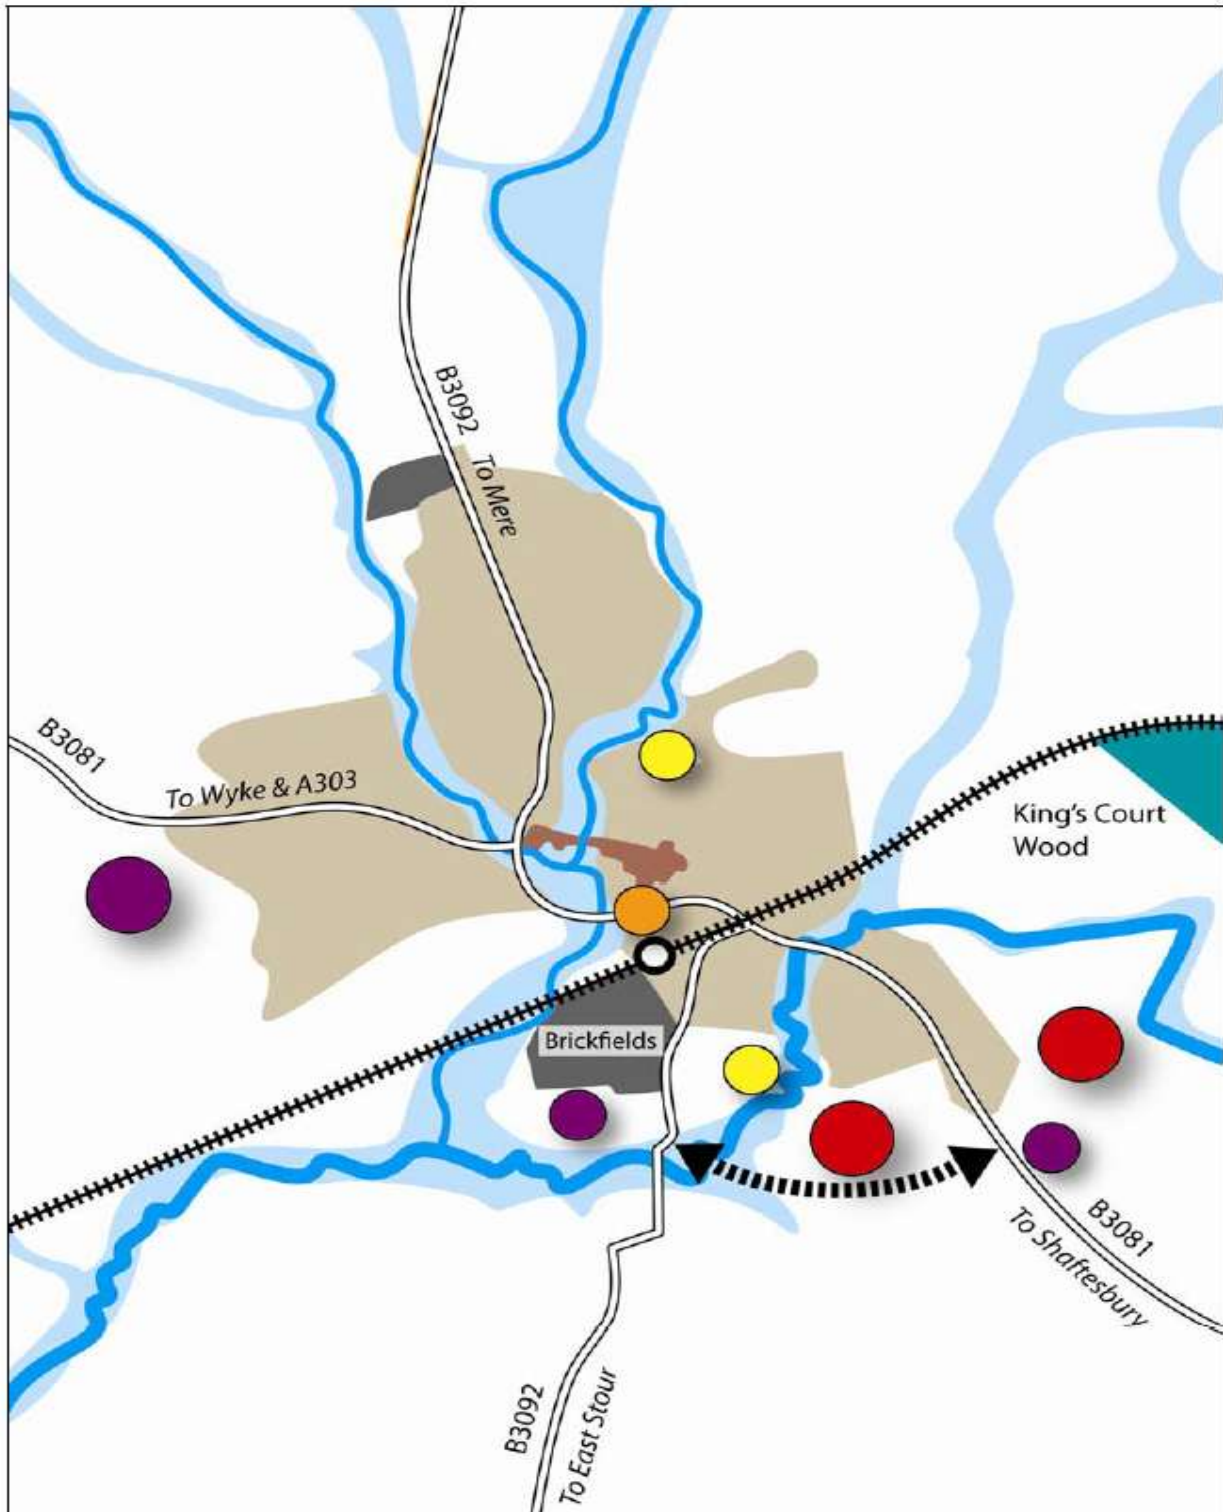 B3092
To Mere
B3081
To Wyke & A303
King's Court
Wood
Brickfields
B3081
To Shaftesbury
B3092
To East Stour